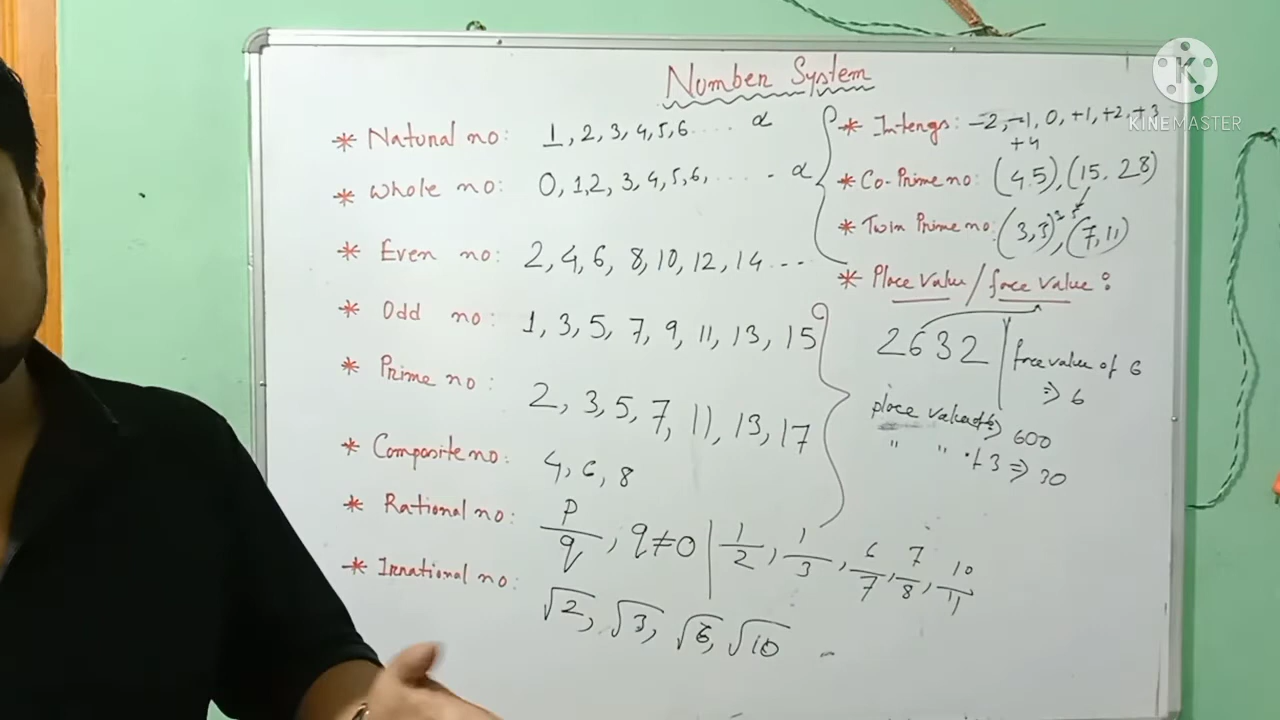 Number System
* Natural no: 1, 2, 3, 4, 5, 6 ..... α
* Whole no: 0, 1, 2, 3, 4, 5, 6, ..... α
* Even no: 2, 4, 6, 8, 10, 12, 14 ...
* Odd no: 1, 3, 5, 7, 9, 11, 13, 15
* Prime no: 2, 3, 5, 7, 11, 13, 17
* Composite no: 4, 6, 8
* Rational no: p/q, q≠0 | 1/2, 1/3, 6/7, 7/8, 10/11
* Irrational no: √2, √3, √6, √10 -
* Intengs: -2, -1, 0, +1, +2, +3
+4
* Co-Prime no: (4.5), (15. 28)
* Twin Prime no: (3,3), (7,11)
* Place value/face value:
2632
face value of 6
⇒ 6
place value of 6 ⇒ 600
" " of 3 ⇒ 30
K
KINEMASTER